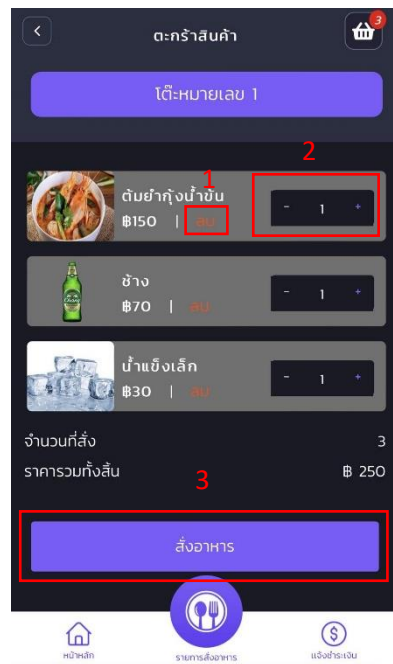 ตะกร้าสินค้า
3
โต๊ะหมายเลข 1
1
2
ต้มยำกุ้งน้ำข้น
฿150 | ลบ
- 1 +
ช้าง
฿70 | ลบ
- 1 +
น้ำแข็งเล็ก
฿30 | ลบ
- 1 +
จำนวนที่สั่ง 3
ราคารวมทั้งสิ้น ฿ 250
3
สั่งอาหาร
หน้าหลัก
รายการสั่งอาหาร
แจ้งชำระเงิน